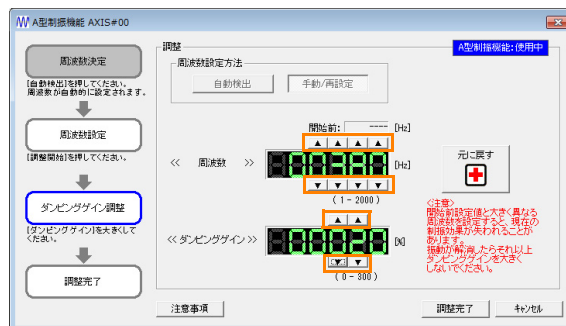 A型制振機能 AXIS#00
周波数決定
[自動検出]を押してください。
周波数が自動的に設定されます。
周波数設定
[調整開始]を押してください。
ダンピングゲイン調整
[ダンピングゲイン]を大きくして
ください。
調整完了
調整
A型制振機能:使用中
周波数設定方法
自動検出
手動/再設定
開始前:
---- [Hz]
<< 周波数 >>
[Hz]
( 1 - 2000 )
<< ダンピングゲイン >>
[%]
( 0 - 300 )
元に戻す
<注意>
開始前設定値と大きく異なる
周波数を設定すると、現在の
制振効果が失われることが
あります。
振動が解消したらそれ以上
ダンピングゲインを大きく
しないでください。
注意事項
調整完了
キャンセル